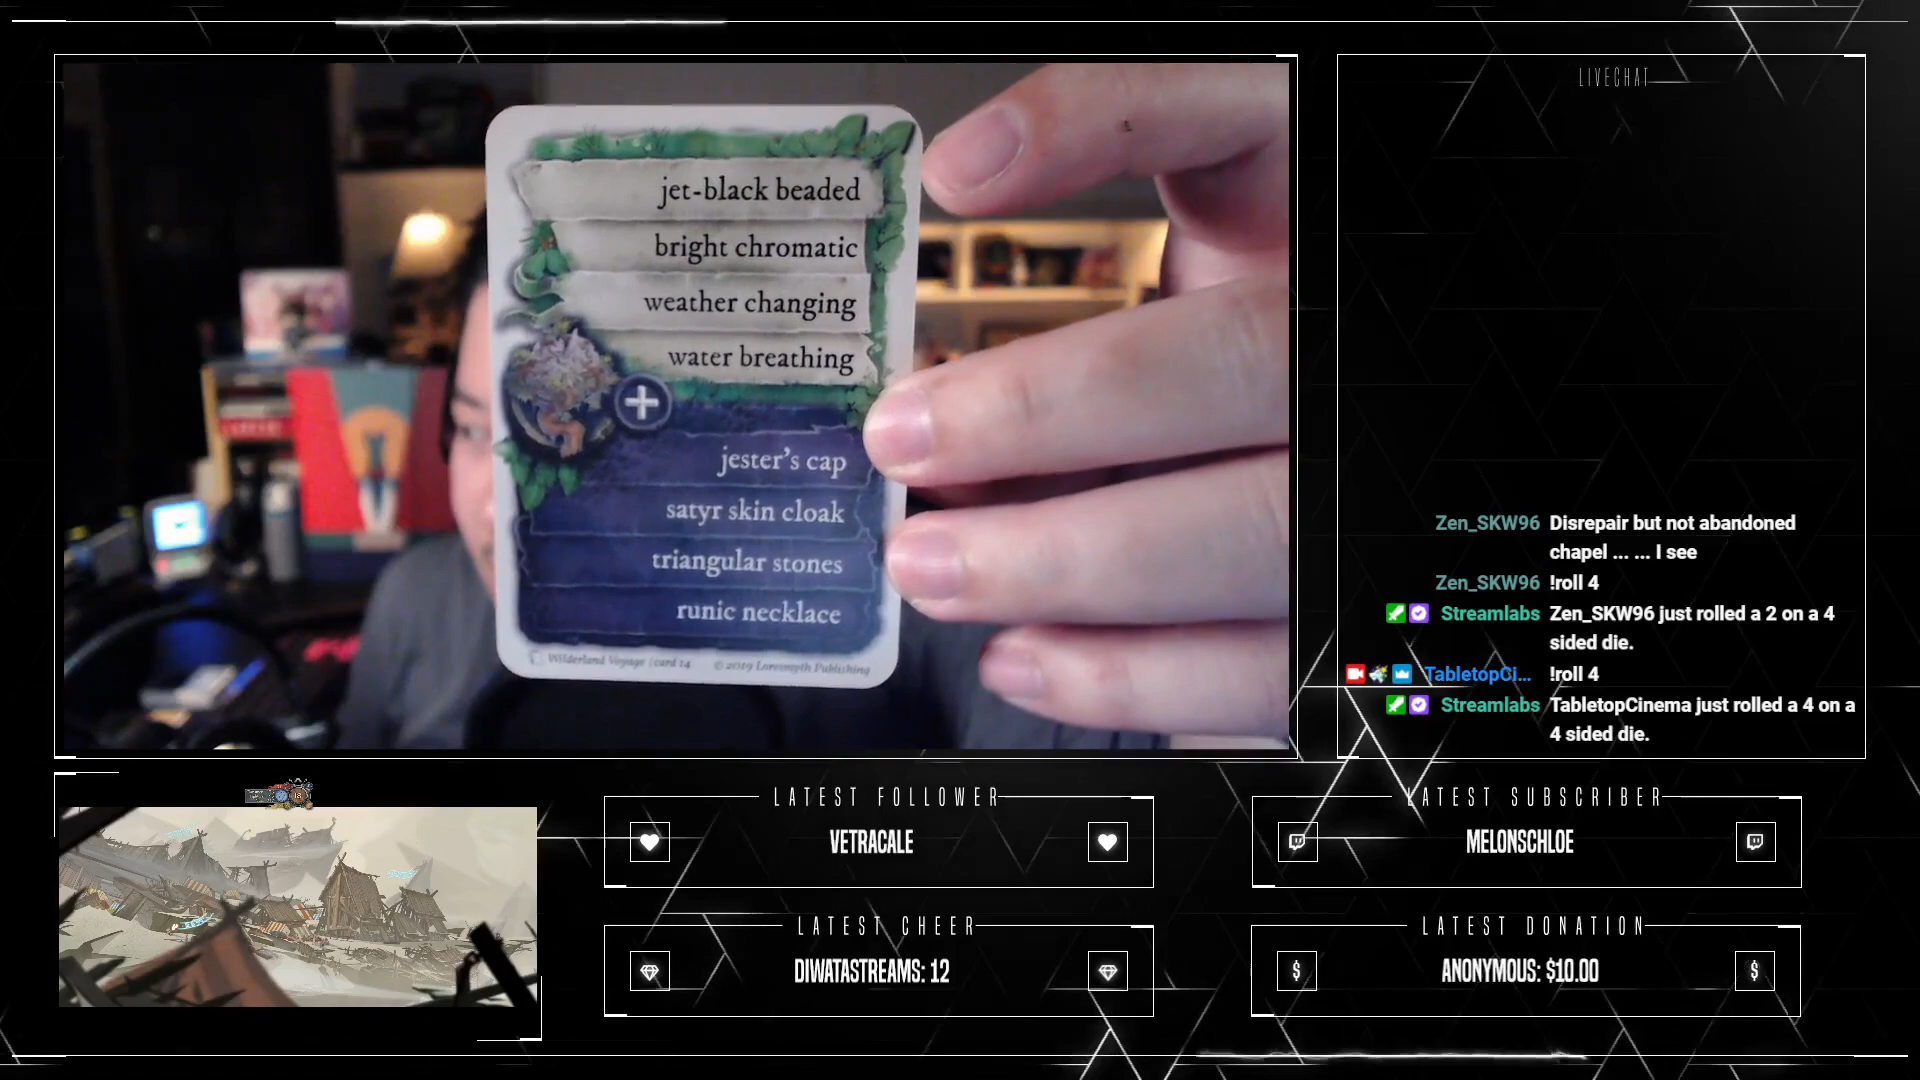 LIVECHAT
jet-black beaded
bright chromatic
weather changing
water breathing
jester's cap
satyr skin cloak
triangular stones
runic necklace
Wilderland Voyage | card 14
© 2019 Loresmyth Publishing
Zen_SKW96 Disrepair but not abandoned
chapel ... ... I see
Zen_SKW96 !roll 4
Streamlabs Zen_SKW96 just rolled a 2 on a 4
sided die.
TabletopCi... !roll 4
Streamlabs TabletopCinema just rolled a 4 on a
4 sided die.
LATEST FOLLOWER
VETRACALE
LATEST SUBSCRIBER
MELONSCHLOE
LATEST CHEER
DIWATASTREAMS: 12
LATEST DONATION
ANONYMOUS: $10.00